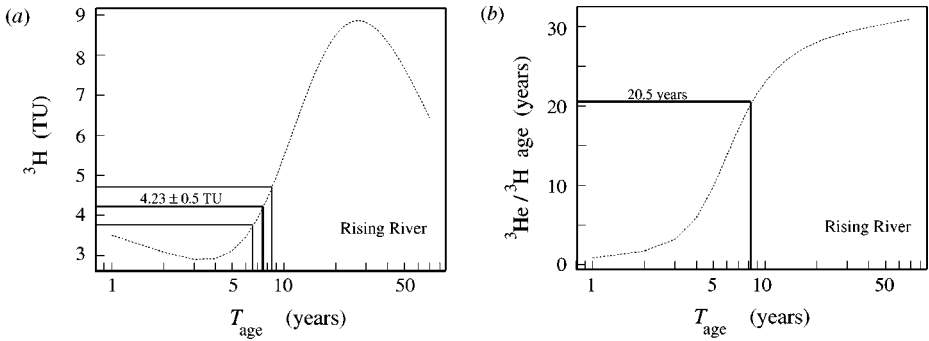 (a)
9
8
7
6
5
4
3
³H (TU)
4.23 ± 0.5 TU
Rising River
1 5 10 50
T age (years)
(b)
30
20
10
0
³He / ³H age (years)
20.5 years
Rising River
1 5 10 50
T age (years)